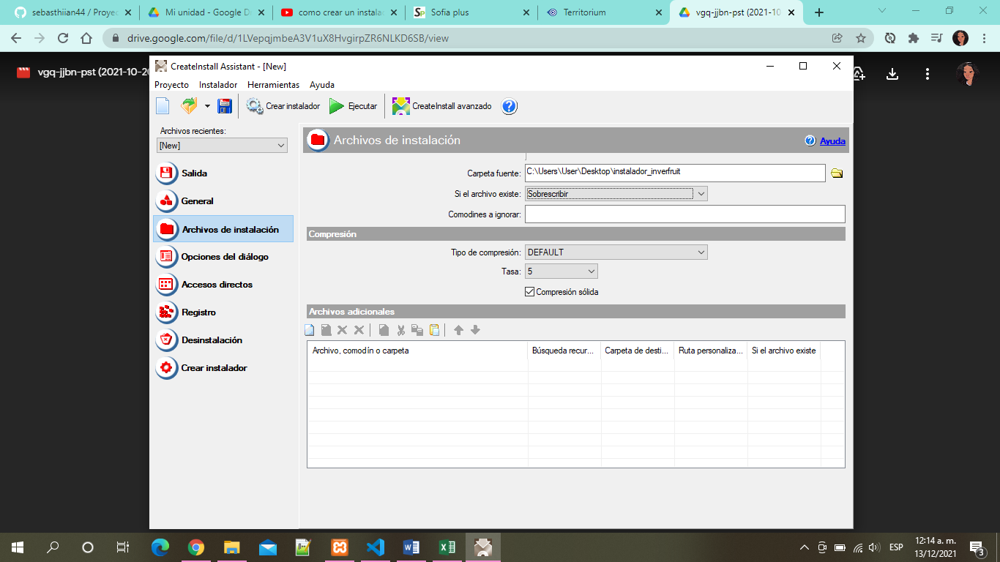 sebasthiian44 / Proyec
Mi unidad - Google D
como crear un instala
Sofia plus
Territorium
vgq-jjbn-pst (2021-10
drive.google.com/file/d/1LVepqjmbeA3V1uX8HvgirpZR6NLKD6SB/view
vgq-jjbn-pst (2021-10-20
CreateInstall Assistant - [New]
Proyecto Instalador Herramientas Ayuda
Crear instalador Ejecutar CreateInstall avanzado
Archivos recientes:
[New]
Salida
General
Archivos de instalación
Opciones del diálogo
Accesos directos
Registro
Desinstalación
Crear instalador
Archivos de instalación
Ayuda
Carpeta fuente: C:\Users\User\Desktop\instalador_inverfruit
Si el archivo existe: Sobrescribir
Comodines a ignorar:
Compresión
Tipo de compresión: DEFAULT
Tasa: 5
Compresión sólida
Archivos adicionales
Archivo, comodín o carpeta Búsqueda recur... Carpeta de desti... Ruta personaliza... Si el archivo existe
ESP
12:14 a. m.
13/12/2021
3